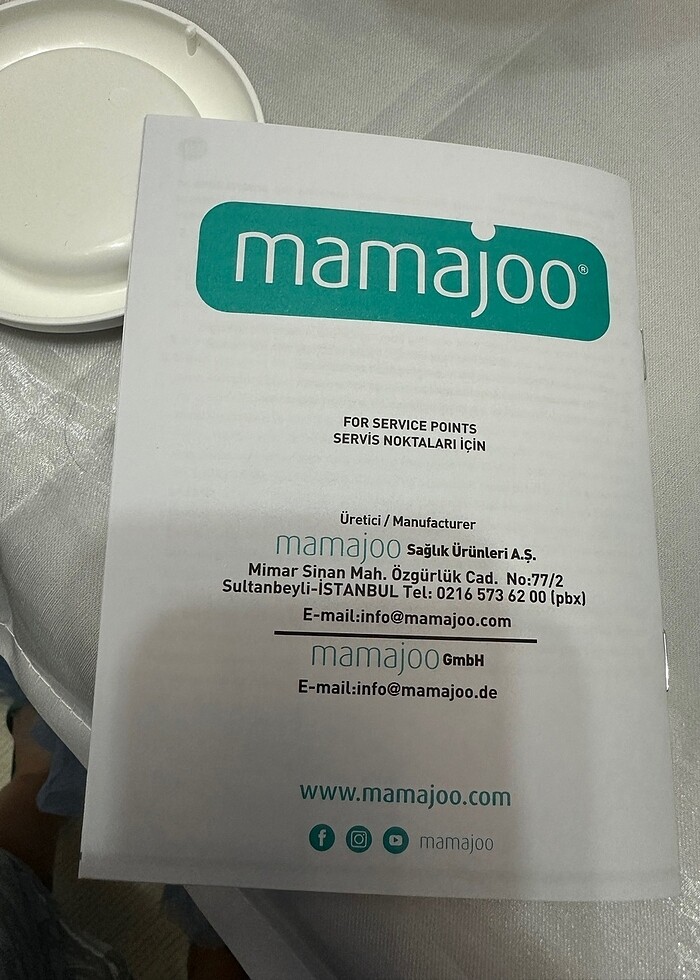 mamajoo®
FOR SERVICE POINTS
SERVİS NOKTALARI İÇİN
Üretici / Manufacturer
mamajoo Sağlık Ürünleri A.Ş.
Mimar Sinan Mah. Özgürlük Cad. No:77/2
Sultanbeyli-İSTANBUL Tel: 0216 573 62 00 (pbx)
E-mail:info@mamajoo.com
mamajoo GmbH
E-mail:info@mamajoo.de
www.mamajoo.com
mamajoo